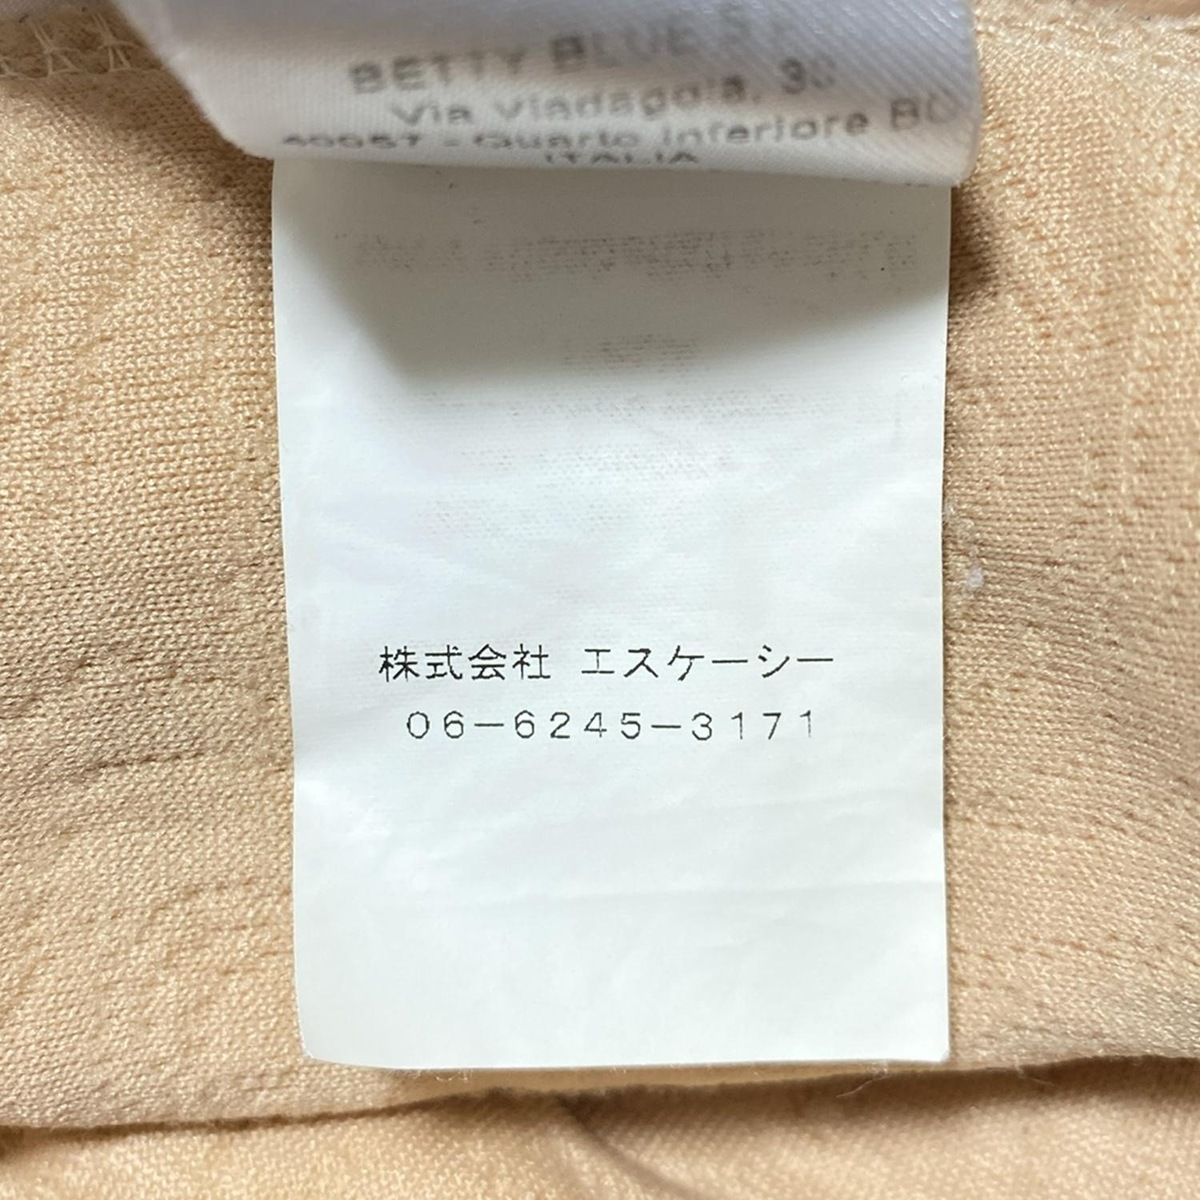 BETTY BLUE S.P.
Via Viadagola, 30
40057 - Quarto Inferiore BO
ITALIA
株式会社 エスケーシー
06-6245-3171